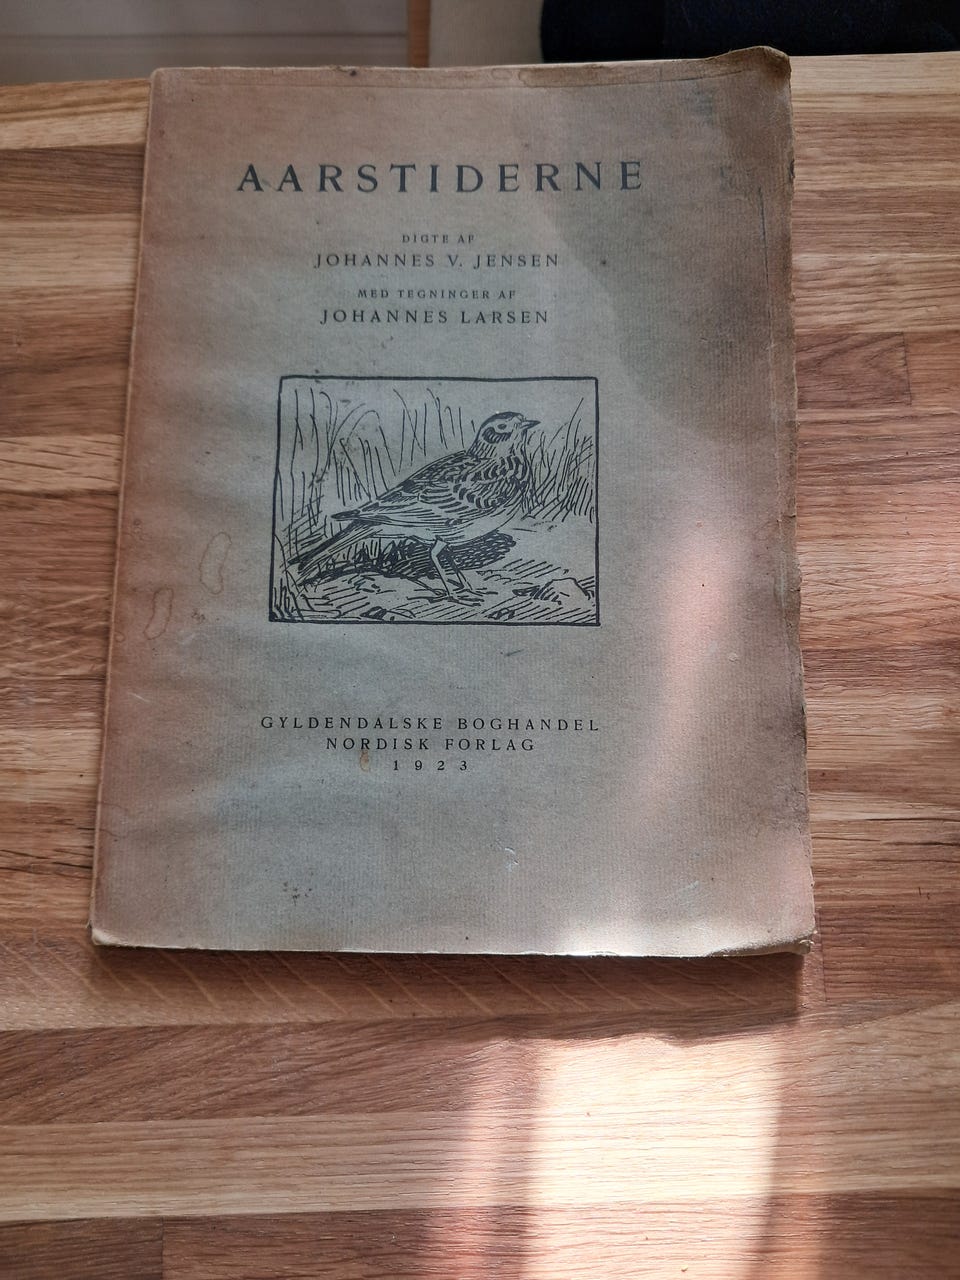 AARSTIDERNE
DIGTE AF
JOHANNES V. JENSEN
MED TEGNINGER AF
JOHANNES LARSEN
GYLDENDALSKE BOGHANDEL
NORDISK FORLAG
1923